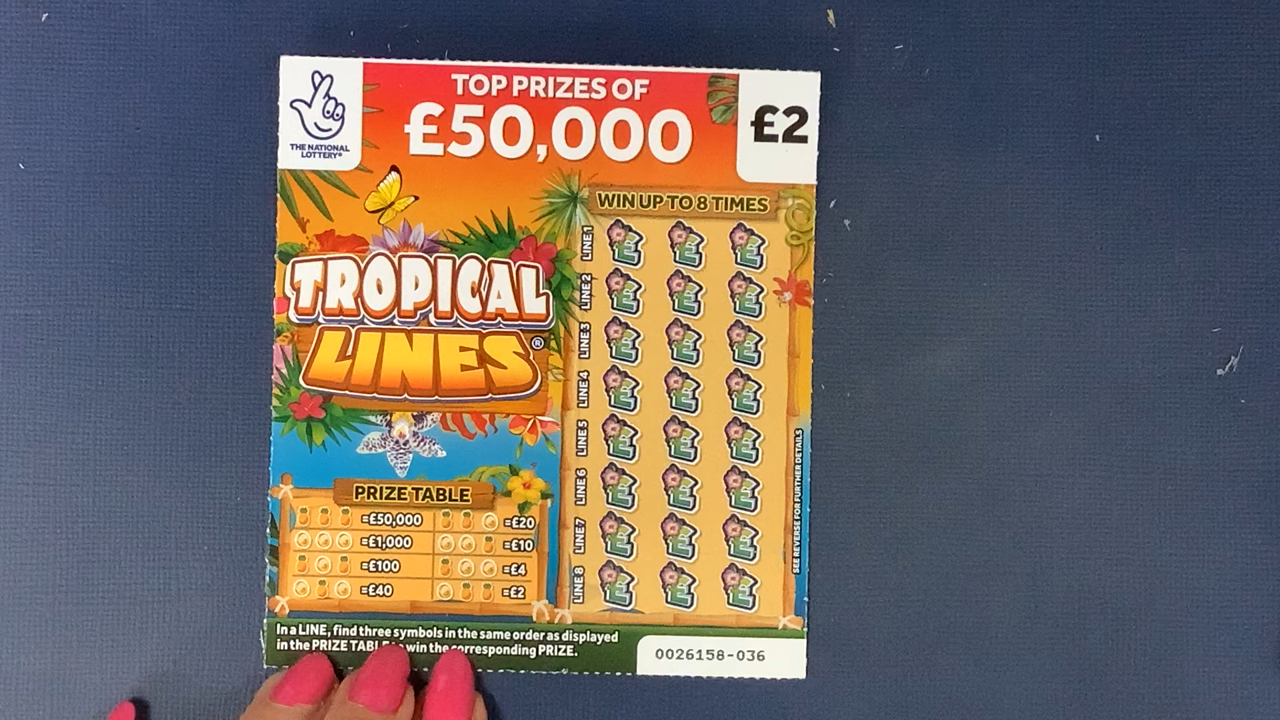 TOP PRIZES OF
£50,000
£2
THE NATIONAL
LOTTERY®
WIN UP TO 8 TIMES
TROPICAL
LINES®
LINE 1
LINE 2
LINE 3
LINE 4
LINE 5
LINE 6
LINE 7
LINE 8
PRIZE TABLE
=£50,000
=£20
=£1,000
=£10
=£100
=£4
=£40
=£2
SEE REVERSE FOR FURTHER DETAILS
In a LINE, find three symbols in the same order as displayed
in the PRIZE TABLE win the corresponding PRIZE.
0026158-036